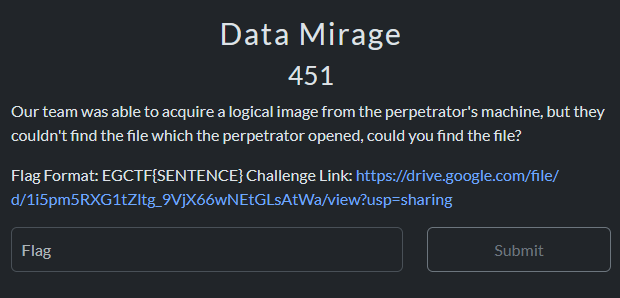 Data Mirage
451
Our team was able to acquire a logical image from the perpetrator's machine, but they
couldn't find the file which the perpetrator opened, could you find the file?
Flag Format: EGCTF{SENTENCE} Challenge Link: https://drive.google.com/file/
d/1i5pm5RXG1tZltg_9VjX66wNEtGLsAtWa/view?usp=sharing
Flag
Submit